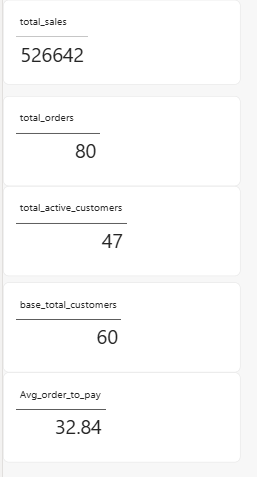 total_sales
526642
total_orders
80
total_active_customers
47
base_total_customers
60
Avg_order_to_pay
32.84